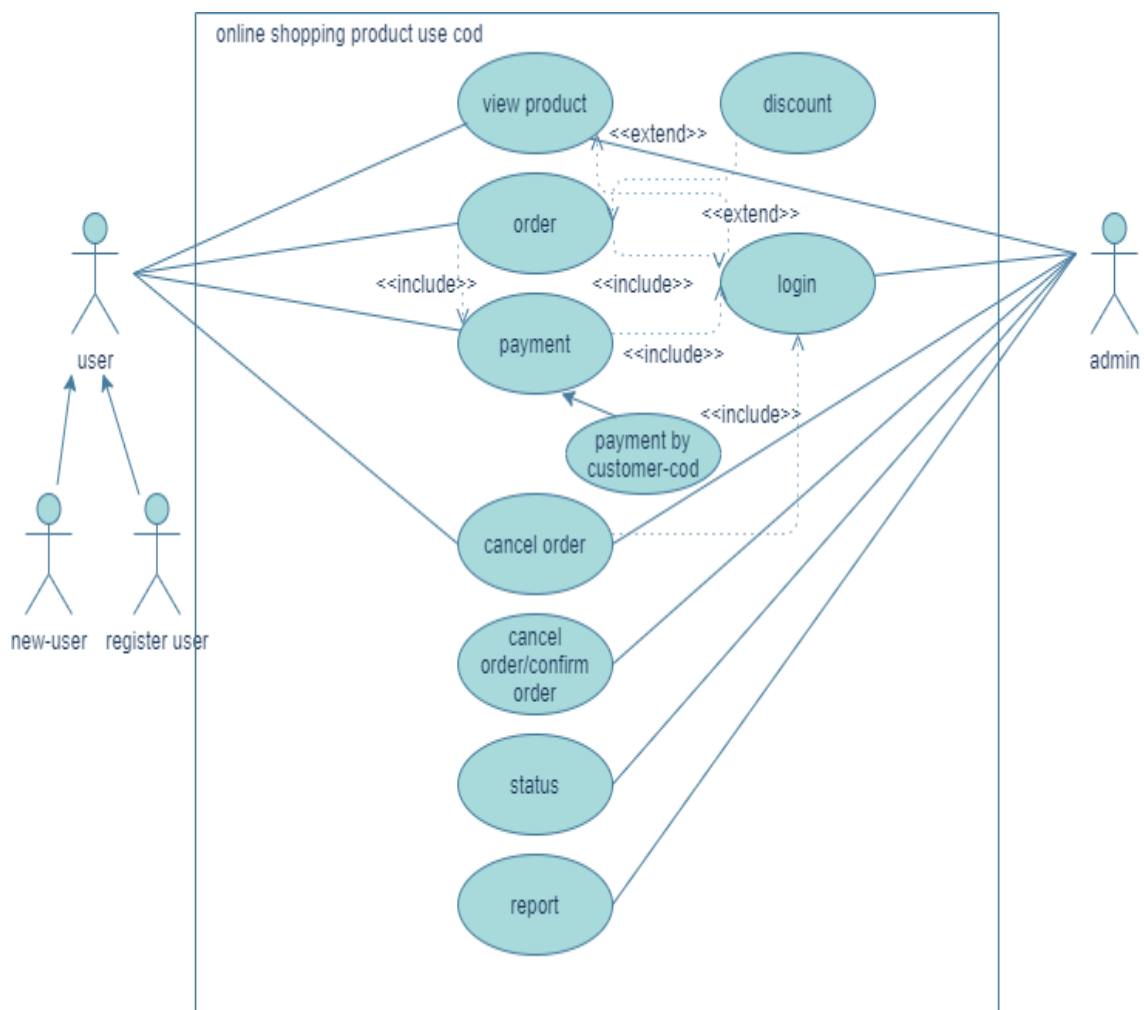 online shopping product use cod
view product
discount
<<extend>>
order
<<extend>>
<<include>>
<<include>>
login
payment
<<include>>
user
admin
<<include>>
payment by
customer-cod
cancel order
new-user
register user
cancel
order/confirm
order
status
report